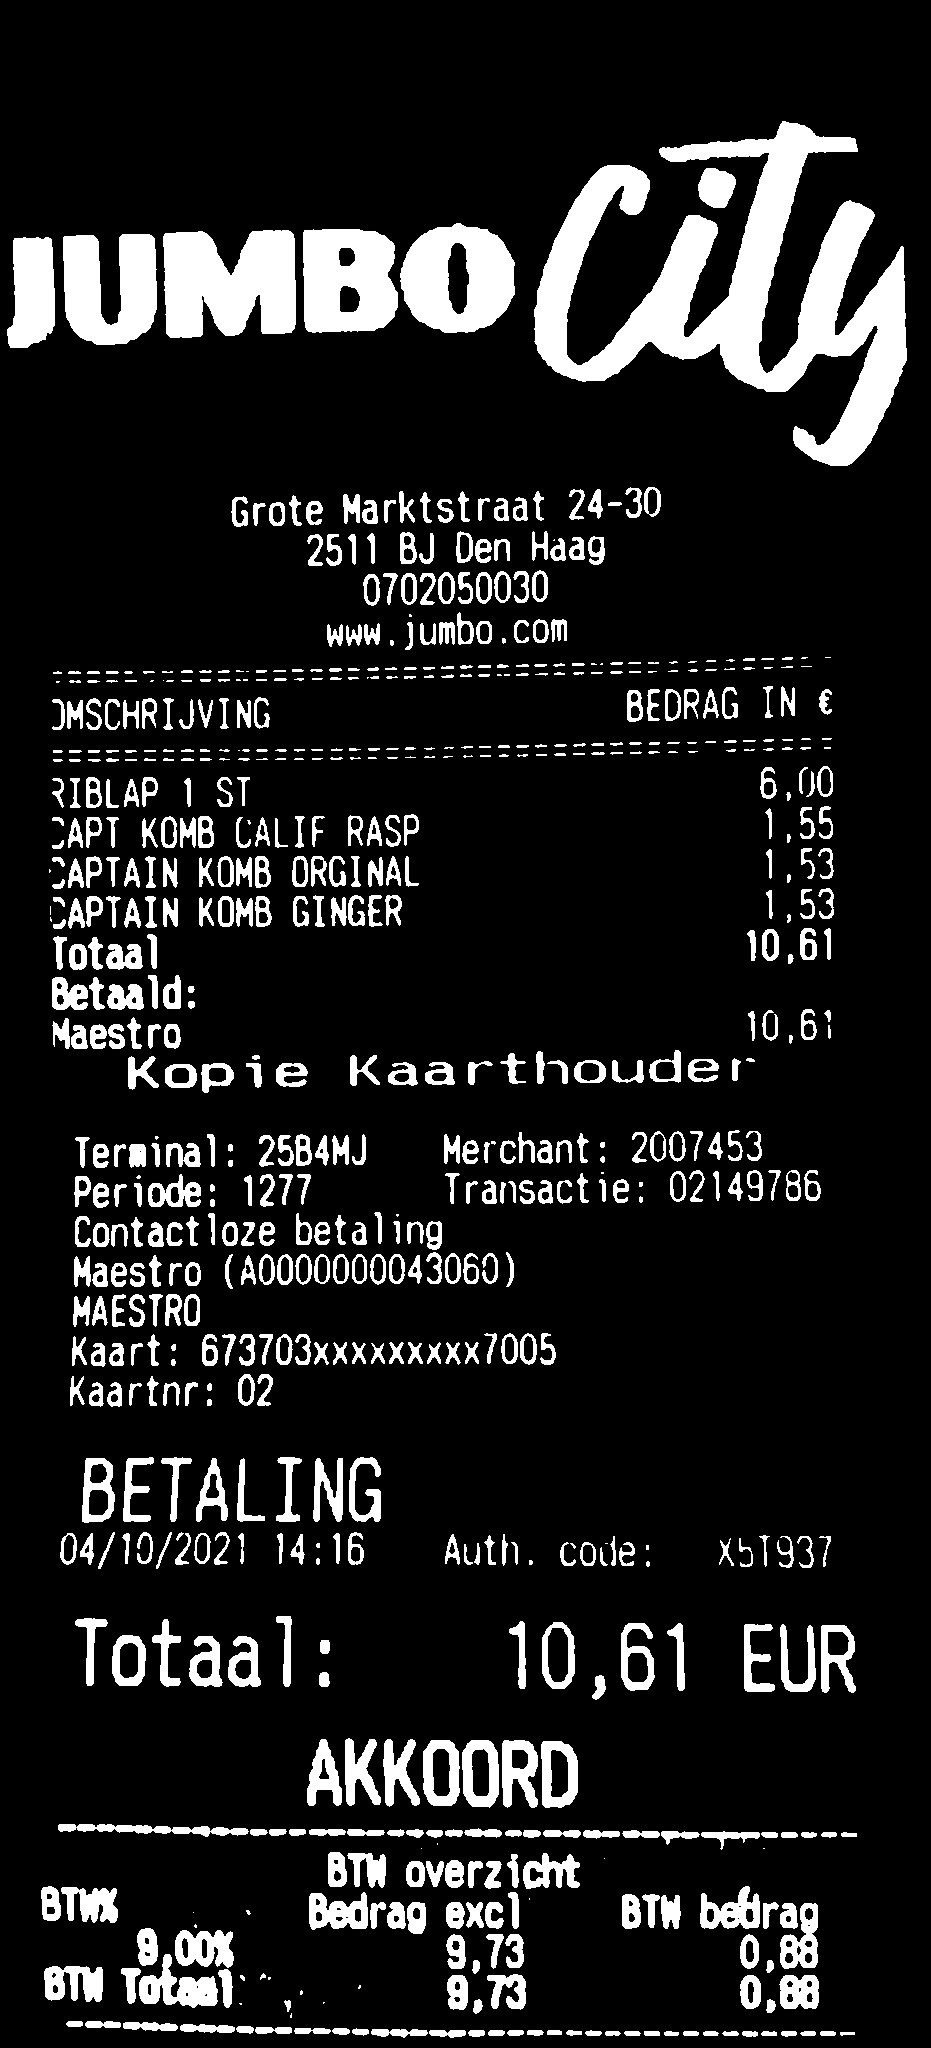 JUMBO City
Grote Marktstraat 24-30
2511 BJ Den Haag
0702050030
www.jumbo.com
OMSCHRIJVING BEDRAG IN €
RIBLAP 1 ST 6,00
CAPT KOMB CALIF RASP 1,55
CAPTAIN KOMB ORGINAL 1,53
CAPTAIN KOMB GINGER 1,53
Totaal 10,61
Betaald:
Maestro 10,61
Kopie Kaarthouder
Terminal: 25B4MJ Merchant: 2007453
Periode: 1277 Transactie: 02149786
Contactloze betaling
Maestro (A0000000043060)
MAESTRO
Kaart: 673703xxxxxxxxx7005
Kaartnr: 02
BETALING
04/10/2021 14:16 Auth. code: X5T937
Totaal: 10,61 EUR
AKKOORD
BTW overzicht
BTW% Bedrag excl BTW bedrag
9,00% 9,73 0,88
BTW Totaal: 9,73 0,88